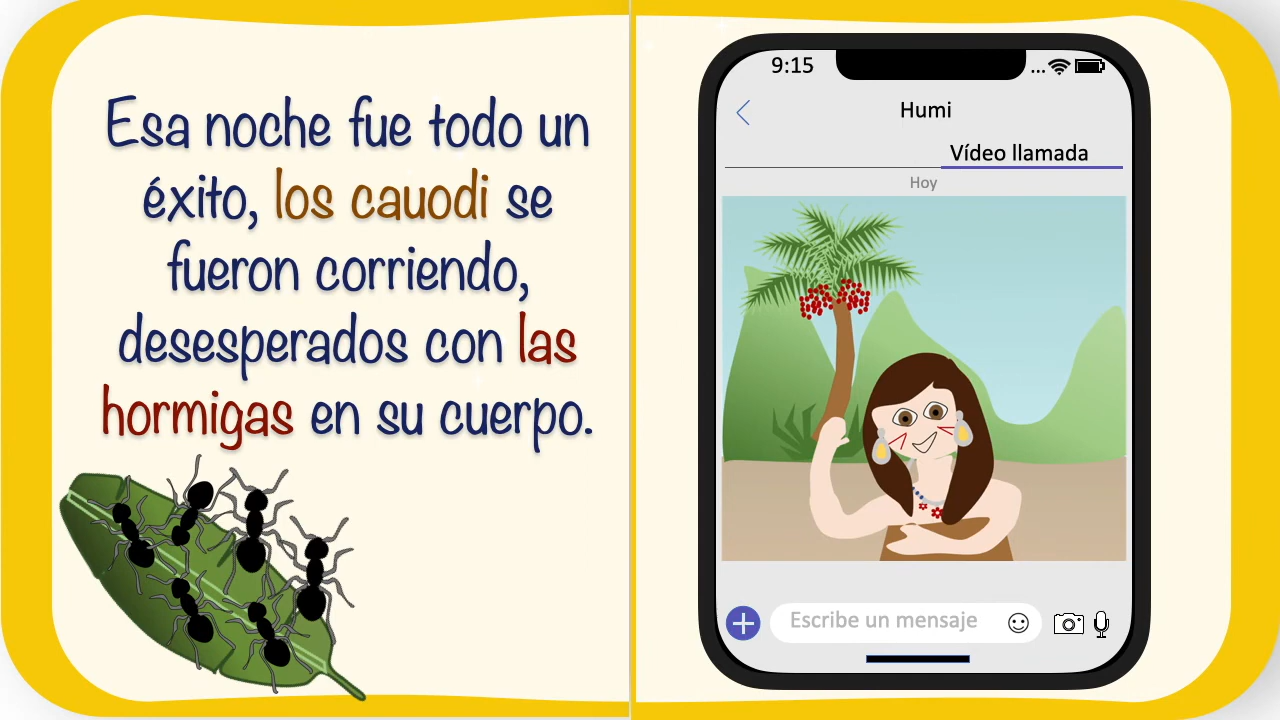 Esa noche fue todo un
éxito, los cauodi se
fueron corriendo,
desesperados con las
hormigas en su cuerpo.
9:15
...
Humi
Vídeo llamada
Hoy
Escribe un mensaje